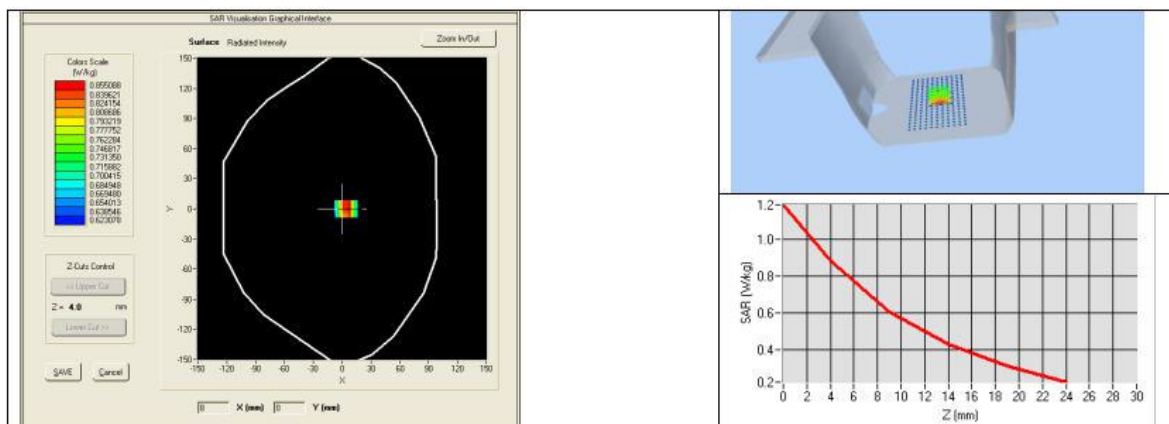 SAR Visualisation Graphical Interface
Surface Radiated Intensity
Zoom In/Out
Colors Scale
(W/kg)
0.855088
0.839621
0.824154
0.808686
0.793219
0.777752
0.762284
0.746817
0.731350
0.715882
0.700415
0.684948
0.669480
0.654013
0.638546
0.623078
Z-Cuts Control
<< Upper Cut
Z = 4.0 mm
Lower Cut >>
SAVE Cancel
150
120
90
60
30
0
-30
-60
-90
-120
-150
Y
-150 -120 -90 -60 -30 0 30 60 90 120 150
X
0 X (mm) 0 Y (mm)
1.2
1.0
0.8
0.6
0.4
0.2
SAR (W/kg)
0 2 4 6 8 10 12 14 16 18 20 22 24 26 28 30
Z (mm)